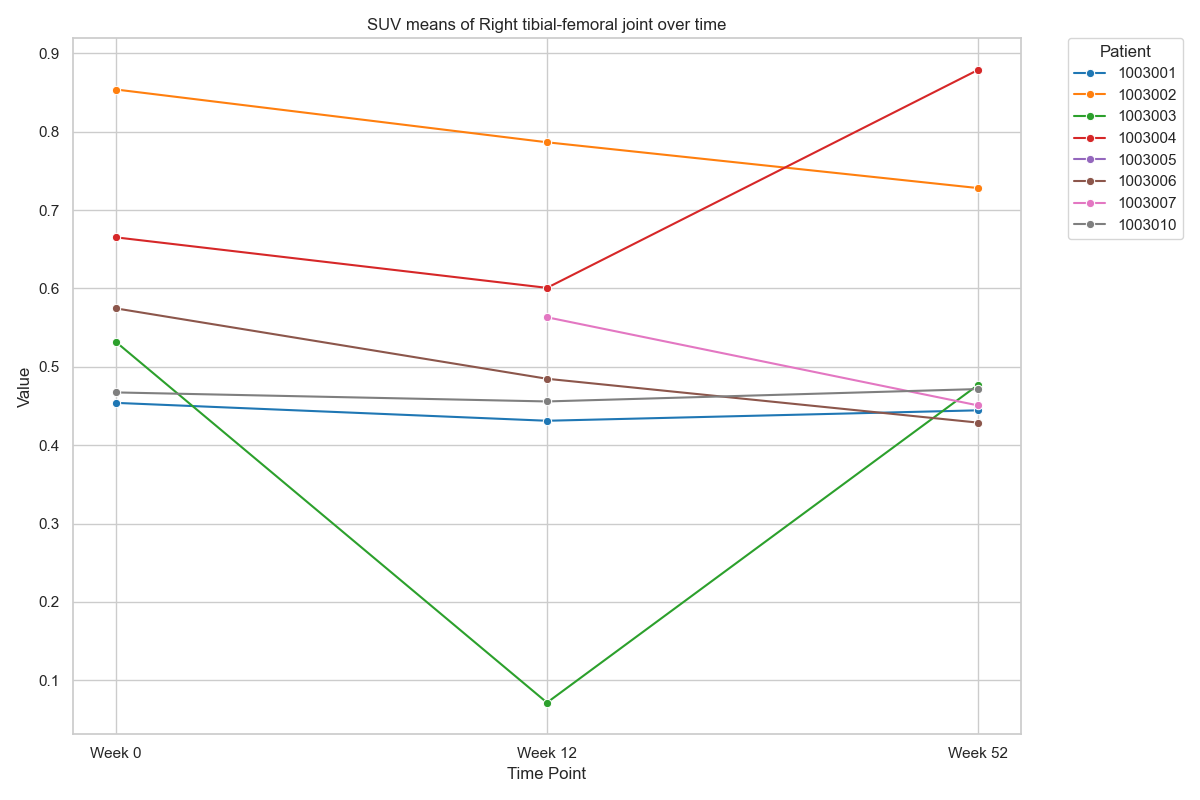 SUV means of Right tibial-femoral joint over time
Patient
1003001
1003002
1003003
1003004
1003005
1003006
1003007
1003010
0.9
0.8
0.7
0.6
0.5
0.4
0.3
0.2
0.1
Value
Week 0
Week 12
Week 52
Time Point